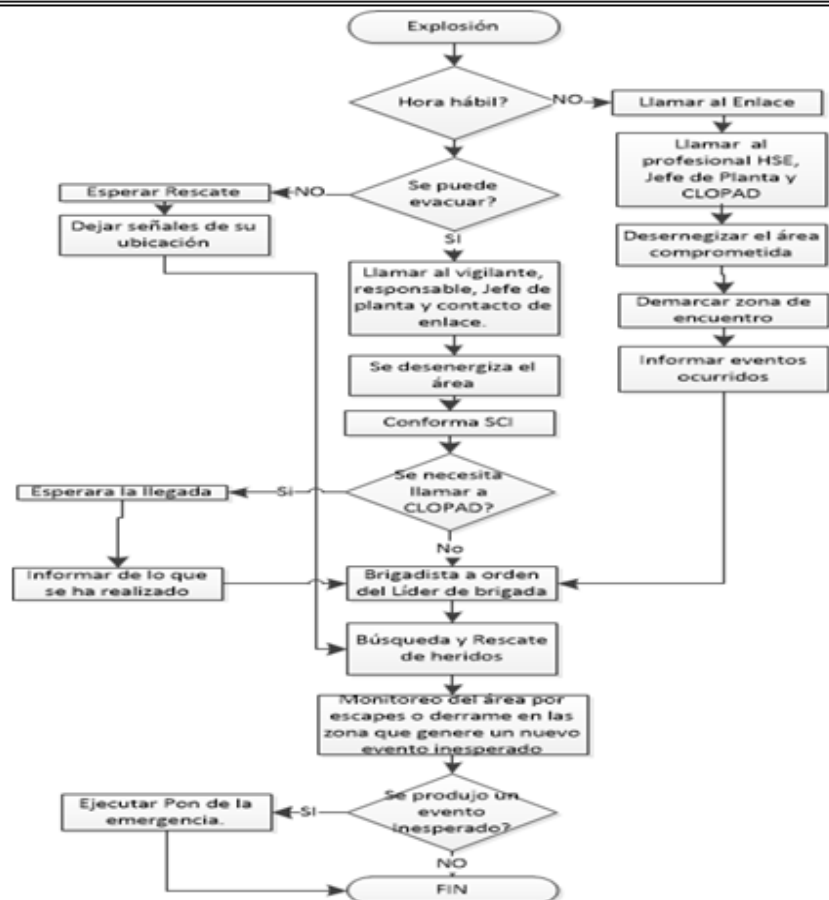 Explosión
Hora hábil?
NO
Llamar al Enlace
Llamar al
profesional HSE,
Jefe de Planta y
CLOPAD
Esperar Rescate
NO
Se puede
evacuar?
Dejar señales de su
ubicación
SI
Desernegizar el área
comprometida
Llamar al vigilante,
responsable, Jefe de
planta y contacto de
enlace.
Demarcar zona de
encuentro
Se desenergiza el
área
Informar eventos
ocurridos
Conforma SCI
Se necesita
llamar a
CLOPAD?
Si
Esperara la llegada
No
Informar de lo que
se ha realizado
Brigadista a orden
del Líder de brigada
Búsqueda y Rescate
de heridos
Monitoreo del área por
escapes o derrame en las
zona que genere un nuevo
evento inesperado
Se produjo un
evento
inesperado?
SI
Ejecutar Pon de la
emergencia.
NO
FIN